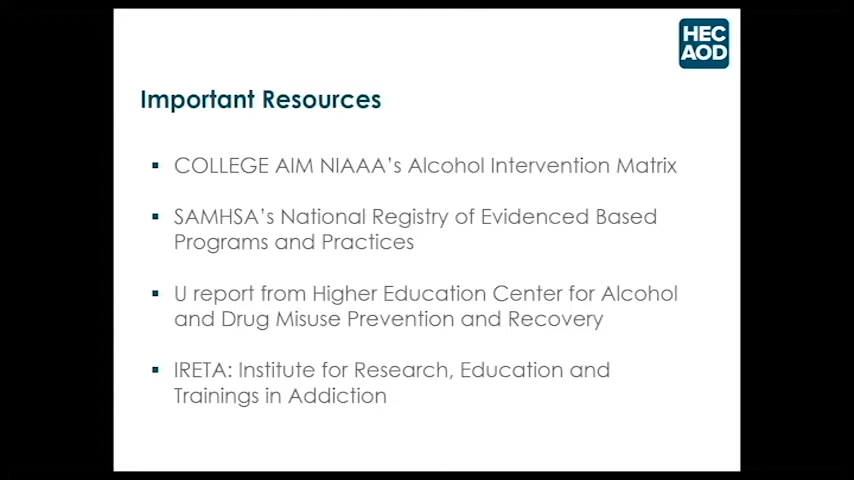 HEC
AOD
Important Resources
▪ COLLEGE AIM NIAAA's Alcohol Intervention Matrix
▪ SAMHSA's National Registry of Evidenced Based
Programs and Practices
▪ U report from Higher Education Center for Alcohol
and Drug Misuse Prevention and Recovery
▪ IRETA: Institute for Research, Education and
Trainings in Addiction